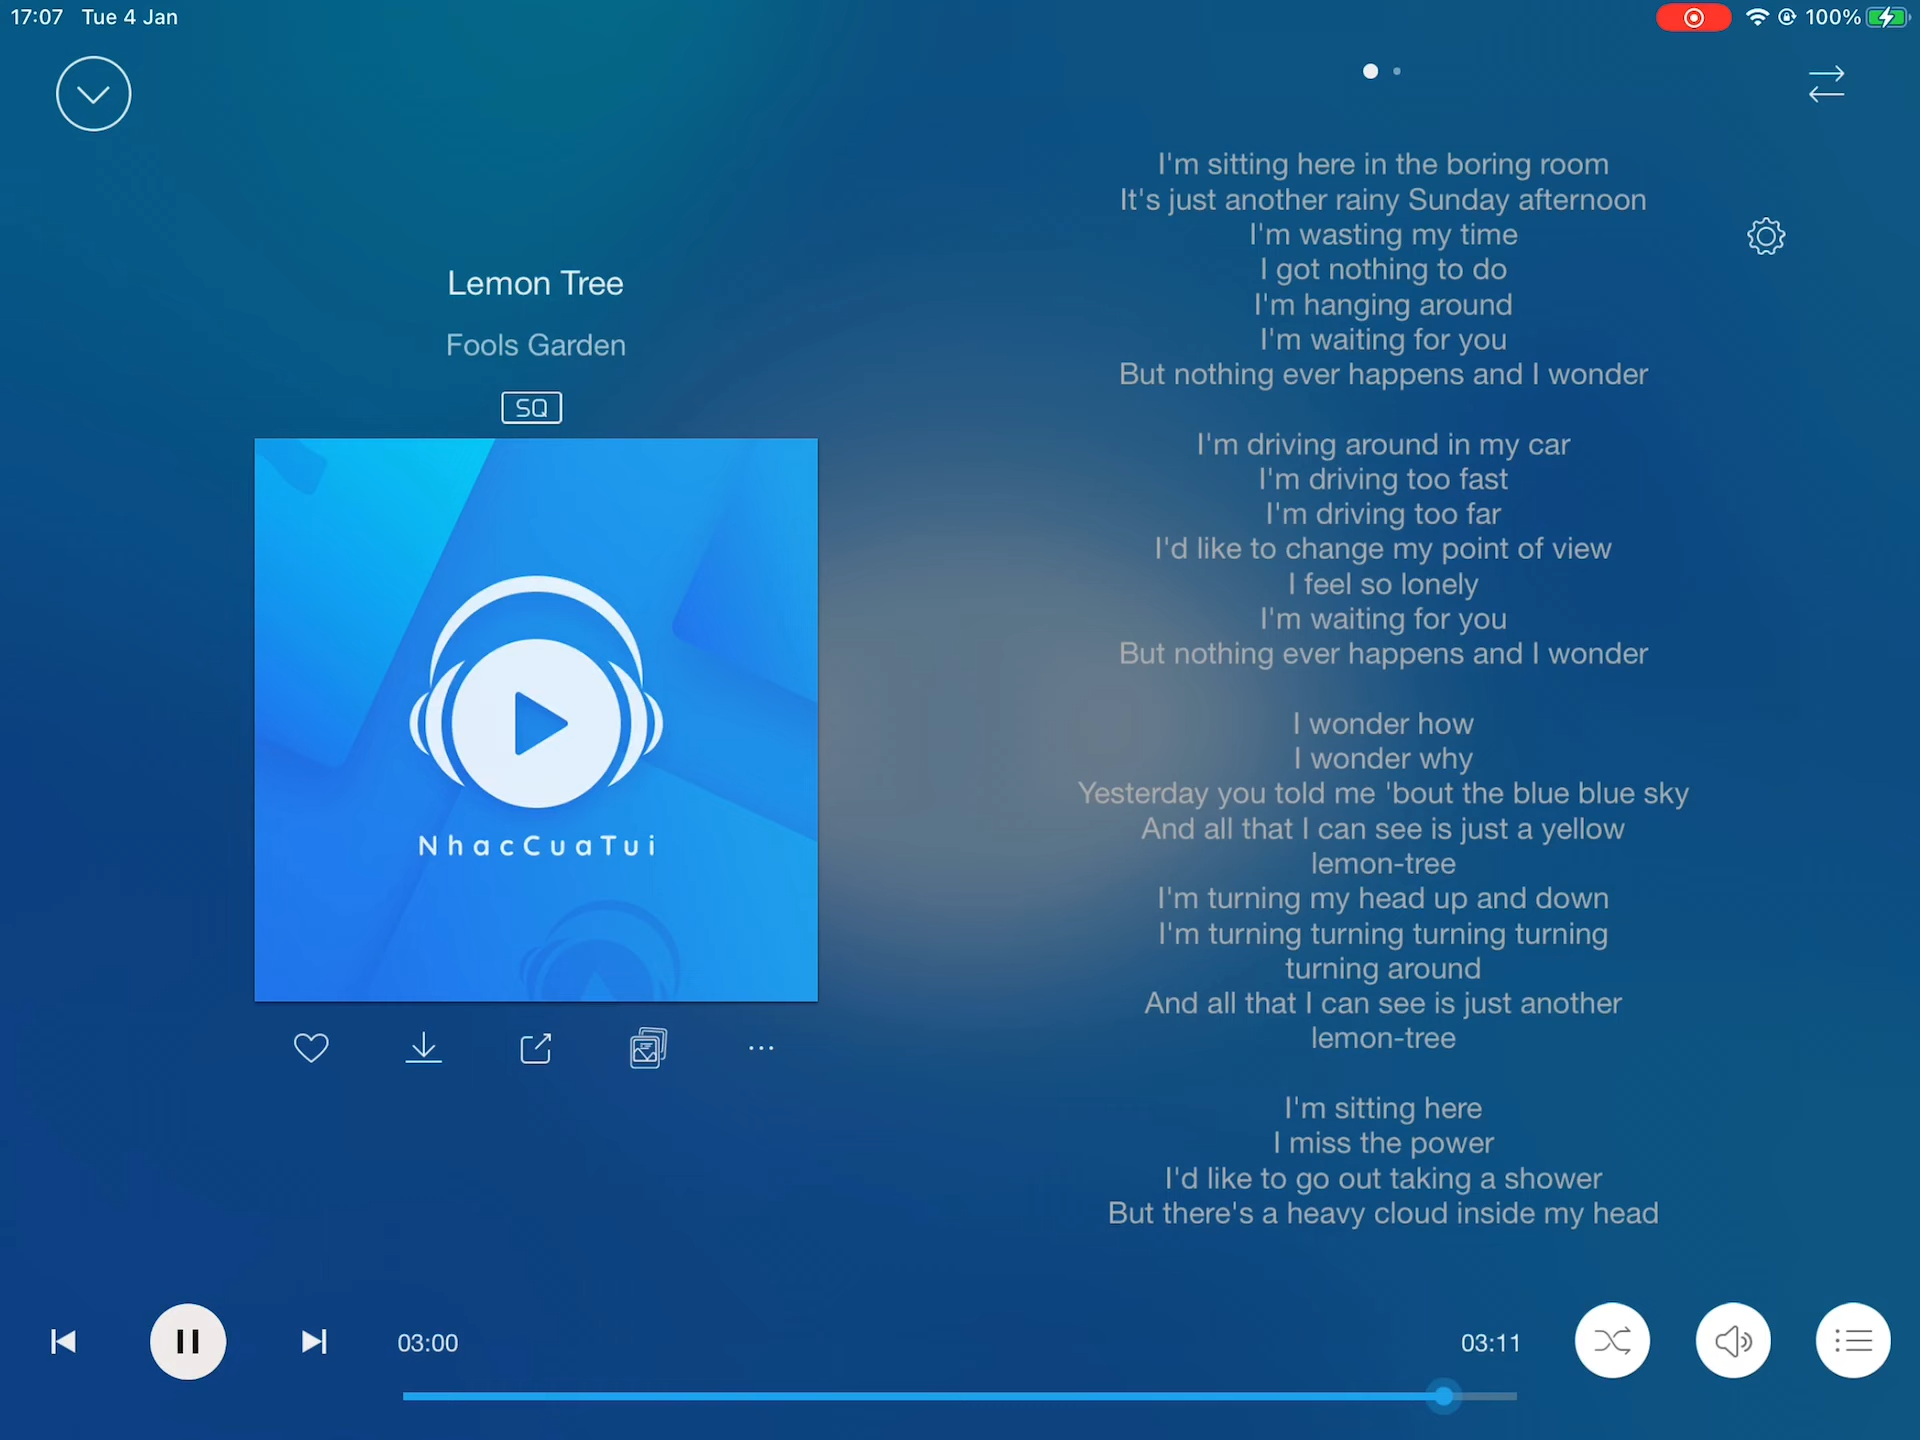 17:07 Tue 4 Jan
100%
Lemon Tree
Fools Garden
SQ
NhacCuaTui
I'm sitting here in the boring room
It's just another rainy Sunday afternoon
I'm wasting my time
I got nothing to do
I'm hanging around
I'm waiting for you
But nothing ever happens and I wonder
I'm driving around in my car
I'm driving too fast
I'm driving too far
I'd like to change my point of view
I feel so lonely
I'm waiting for you
But nothing ever happens and I wonder
I wonder how
I wonder why
Yesterday you told me 'bout the blue blue sky
And all that I can see is just a yellow
lemon-tree
I'm turning my head up and down
I'm turning turning turning turning
turning around
And all that I can see is just another
lemon-tree
I'm sitting here
I miss the power
I'd like to go out taking a shower
But there's a heavy cloud inside my head
03:00
03:11